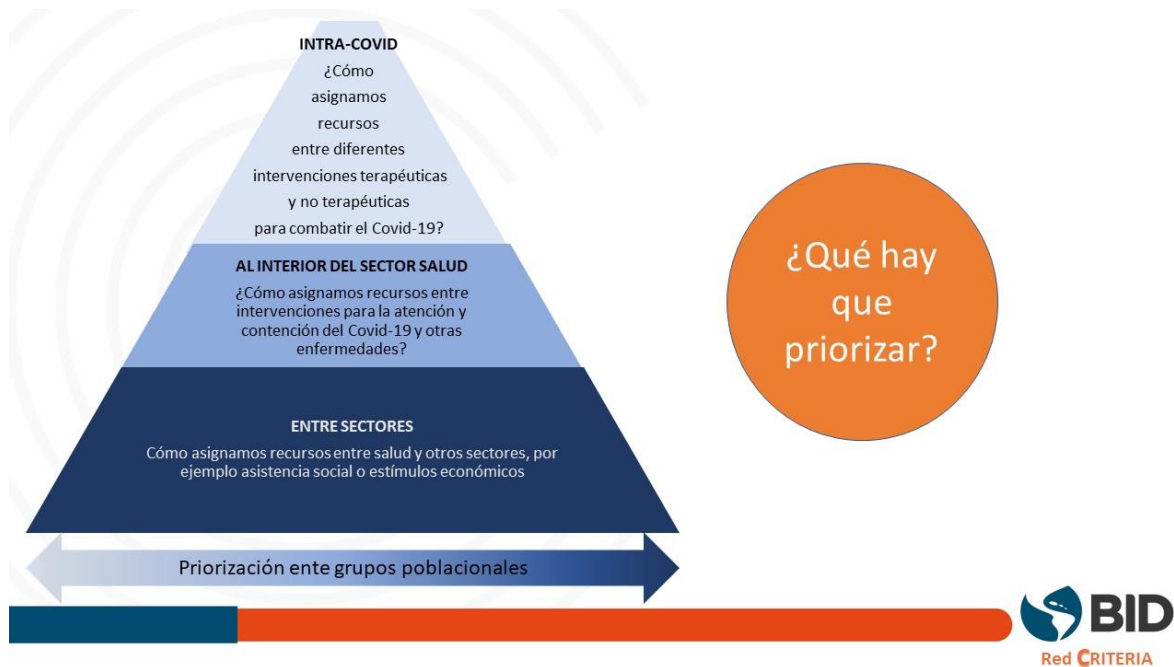 INTRA-COVID
¿Cómo
asignamos
recursos
entre diferentes
intervenciones terapéuticas
y no terapéuticas
para combatir el Covid-19?
AL INTERIOR DEL SECTOR SALUD
¿Cómo asignamos recursos entre
intervenciones para la atención y
contención del Covid-19 y otras
enfermedades?
ENTRE SECTORES
Cómo asignamos recursos entre salud y otros sectores, por
ejemplo asistencia social o estímulos económicos
Priorización ente grupos poblacionales
¿Qué hay
que
priorizar?
BID
Red CRITERIA